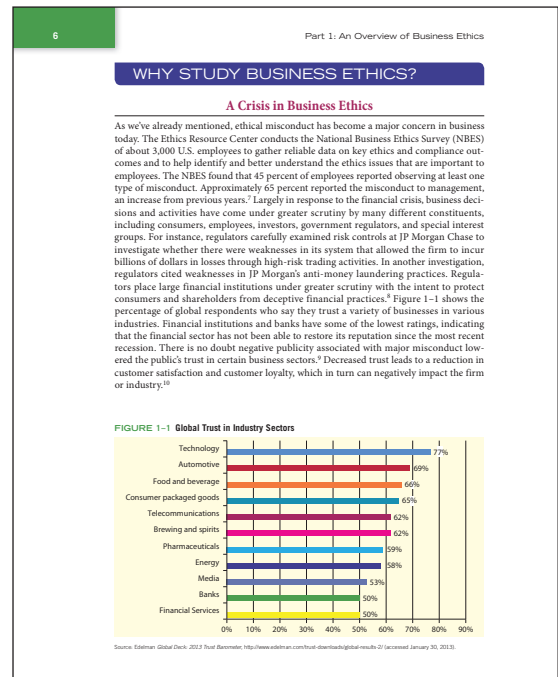 6
Part 1: An Overview of Business Ethics
WHY STUDY BUSINESS ETHICS?
A Crisis in Business Ethics
As we've already mentioned, ethical misconduct has become a major concern in business
today. The Ethics Resource Center conducts the National Business Ethics Survey (NBES)
of about 3,000 U.S. employees to gather reliable data on key ethics and compliance out-
comes and to help identify and better understand the ethics issues that are important to
employees. The NBES found that 45 percent of employees reported observing at least one
type of misconduct. Approximately 65 percent reported the misconduct to management,
an increase from previous years.⁷ Largely in response to the financial crisis, business deci-
sions and activities have come under greater scrutiny by many different constituents,
including consumers, employees, investors, government regulators, and special interest
groups. For instance, regulators carefully examined risk controls at JP Morgan Chase to
investigate whether there were weaknesses in its system that allowed the firm to incur
billions of dollars in losses through high-risk trading activities. In another investigation,
regulators cited weaknesses in JP Morgan's anti-money laundering practices. Regula-
tors place large financial institutions under greater scrutiny with the intent to protect
consumers and shareholders from deceptive financial practices.⁸ Figure 1–1 shows the
percentage of global respondents who say they trust a variety of businesses in various
industries. Financial institutions and banks have some of the lowest ratings, indicating
that the financial sector has not been able to restore its reputation since the most recent
recession. There is no doubt negative publicity associated with major misconduct low-
ered the public's trust in certain business sectors.⁹ Decreased trust leads to a reduction in
customer satisfaction and customer loyalty, which in turn can negatively impact the firm
or industry.¹⁰
FIGURE 1–1 Global Trust in Industry Sectors
Technology 77%
Automotive 69%
Food and beverage 66%
Consumer packaged goods 65%
Telecommunications 62%
Brewing and spirits 62%
Pharmaceuticals 59%
Energy 58%
Media 53%
Banks 50%
Financial Services 50%
0% 10% 20% 30% 40% 50% 60% 70% 80% 90%
Source: Edelman Global Deck: 2013 Trust Barometer, http://www.edelman.com/trust-downloads/global-results-2/ (accessed January 30, 2013).